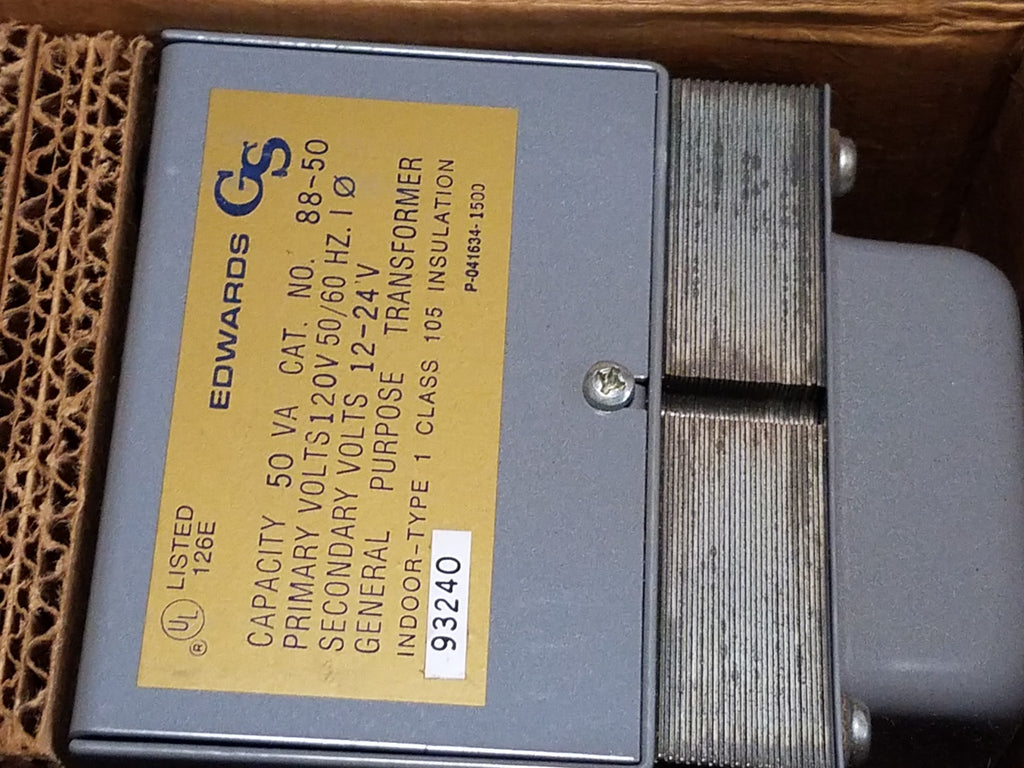 UL ® LISTED
126E
EDWARDS GS
CAPACITY 50 VA CAT. NO. 88-50
PRIMARY VOLTS 120V 50/60 HZ. 1 Ø
SECONDARY VOLTS 12-24 V
GENERAL PURPOSE TRANSFORMER
INDOOR-TYPE 1 CLASS 105 INSULATION
93240
P-041634-1500